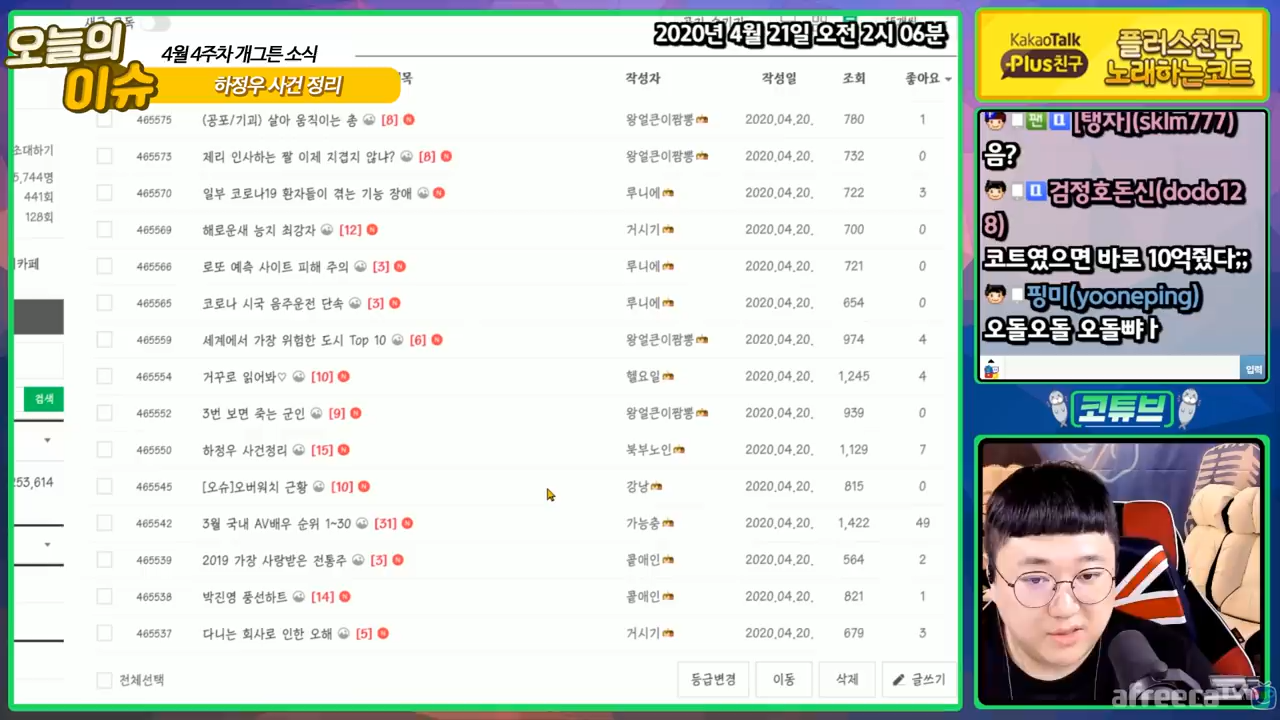 오늘의
이슈
4월 4주차 개그튼 소식
하정우 사건 정리
2020년 4월 21일 오전 2시 06분
작성자 작성일 조회 좋아요
465575 (공포/기괴) 살아 움직이는 총 [8] N 왕얼큰이짬뽕 2020.04.20. 780 1
465573 제리 인사하는 짤 이제 지겹지 않냐? [8] N 왕얼큰이짬뽕 2020.04.20. 732 0
465570 일부 코로나19 환자들이 겪는 기능 장애 N 루니에 2020.04.20. 722 3
465569 해로운새 능지 최강자 [12] N 거시기 2020.04.20. 700 0
465566 로또 예측 사이트 피해 주의 [3] N 루니에 2020.04.20. 721 0
465565 코로나 시국 음주운전 단속 [3] N 루니에 2020.04.20. 654 0
465559 세계에서 가장 위험한 도시 Top 10 [6] N 왕얼큰이짬뽕 2020.04.20. 974 4
465554 거꾸로 읽어봐♡ [10] N 헬요일 2020.04.20. 1,245 4
465552 3번 보면 죽는 군인 [9] N 왕얼큰이짬뽕 2020.04.20. 939 0
465550 하정우 사건정리 [15] N 북부노인 2020.04.20. 1,129 7
465545 [오슈]오버워치 근황 [10] N 강남 2020.04.20. 815 0
465542 3월 국내 AV배우 순위 1~30 [31] N 가능충 2020.04.20. 1,422 49
465539 2019 가장 사랑받은 전통주 [3] N 콭애인 2020.04.20. 564 2
465538 박진영 풍선하트 [14] N 콭애인 2020.04.20. 821 1
465537 다니는 회사로 인한 오해 [5] N 거시기 2020.04.20. 679 3
전체선택 등급변경 이동 삭제 글쓰기
초대하기
5,744명
441회
128회
카페
검색
253,614
KakaoTalk
Plus친구
플러스친구
노래하는코트
팬 [탱자](sklm777)
음?
검정호돈신(dodo12
8)
코트였으면 바로 10억줬다;;
핑미(yooneping)
오돌오돌 오돌뺘ㅏ
입력
코튜브
afreecaTV